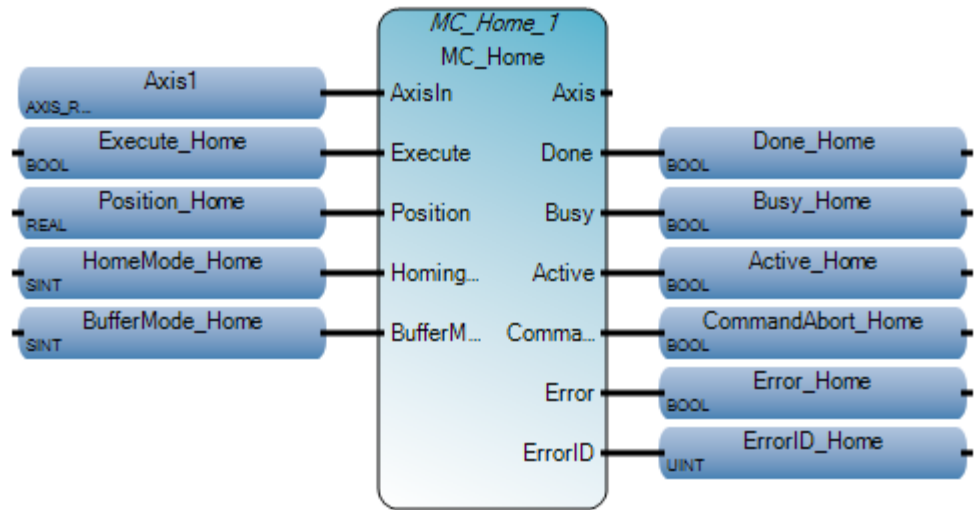 MC_Home_1
MC_Home
Axis1
AXIS_R...
AxisIn
Axis
Execute_Home
BOOL
Execute
Done
Done_Home
BOOL
Position_Home
REAL
Position
Busy
Busy_Home
BOOL
HomeMode_Home
SINT
Homing...
Active
Active_Home
BOOL
BufferMode_Home
SINT
BufferM...
Comma...
CommandAbort_Home
BOOL
Error
Error_Home
BOOL
ErrorID
ErrorID_Home
UINT